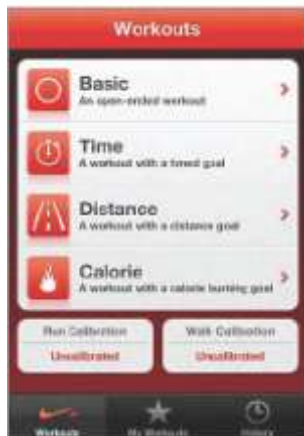 Workouts
Basic
An open-ended workout
Time
A workout with a timed goal
Distance
A workout with a distance goal
Calorie
A workout with a calorie burning goal
Run Calibration Walk Calibration
Uncalibrated Uncalibrated
Workouts My Workouts History